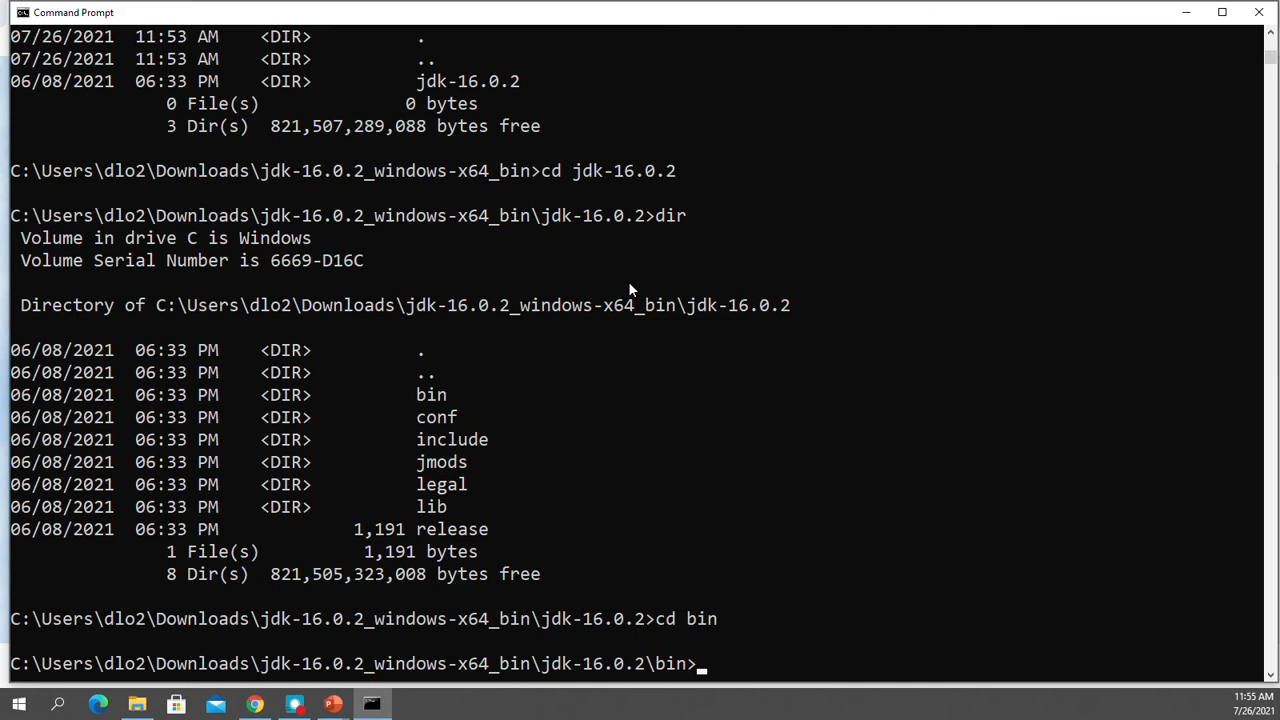 Command Prompt
07/26/2021  11:53 AM    <DIR>          .
07/26/2021  11:53 AM    <DIR>          ..
06/08/2021  06:33 PM    <DIR>          jdk-16.0.2
               0 File(s)              0 bytes
               3 Dir(s)  821,507,289,088 bytes free
C:\Users\dlo2\Downloads\jdk-16.0.2_windows-x64_bin>cd jdk-16.0.2
C:\Users\dlo2\Downloads\jdk-16.0.2_windows-x64_bin\jdk-16.0.2>dir
 Volume in drive C is Windows
 Volume Serial Number is 6669-D16C
 Directory of C:\Users\dlo2\Downloads\jdk-16.0.2_windows-x64_bin\jdk-16.0.2
06/08/2021  06:33 PM    <DIR>          .
06/08/2021  06:33 PM    <DIR>          ..
06/08/2021  06:33 PM    <DIR>          bin
06/08/2021  06:33 PM    <DIR>          conf
06/08/2021  06:33 PM    <DIR>          include
06/08/2021  06:33 PM    <DIR>          jmods
06/08/2021  06:33 PM    <DIR>          legal
06/08/2021  06:33 PM    <DIR>          lib
06/08/2021  06:33 PM             1,191 release
               1 File(s)          1,191 bytes
               8 Dir(s)  821,505,323,008 bytes free
C:\Users\dlo2\Downloads\jdk-16.0.2_windows-x64_bin\jdk-16.0.2>cd bin
C:\Users\dlo2\Downloads\jdk-16.0.2_windows-x64_bin\jdk-16.0.2\bin>_
11:55 AM
7/26/2021